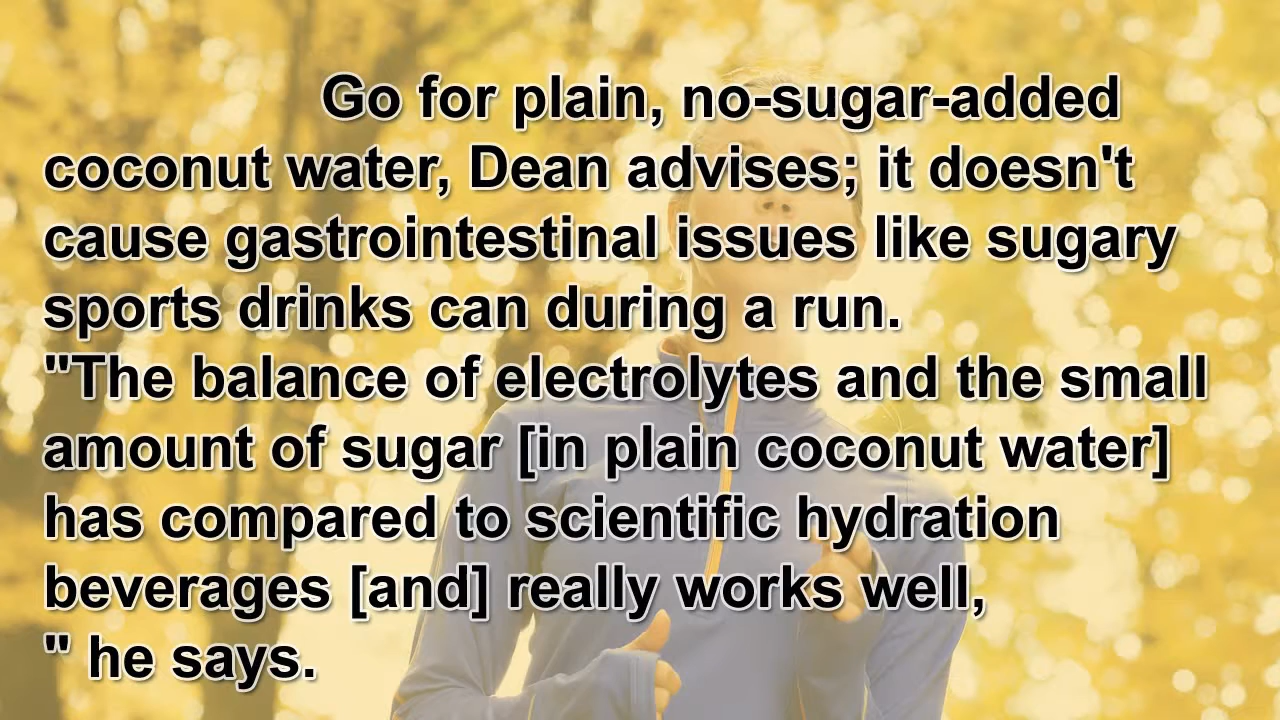 Go for plain, no-sugar-added
coconut water, Dean advises; it doesn't
cause gastrointestinal issues like sugary
sports drinks can during a run.
"The balance of electrolytes and the small
amount of sugar [in plain coconut water]
has compared to scientific hydration
beverages [and] really works well,
" he says.